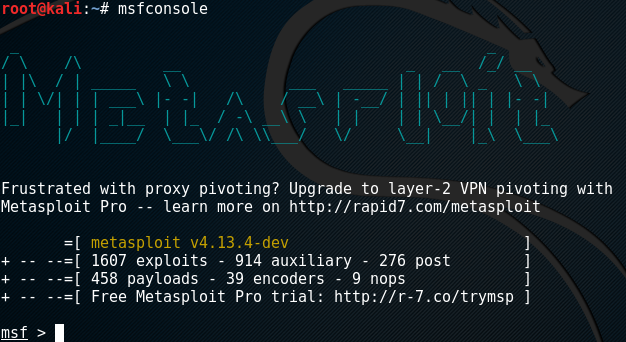 root@kali:~# msfconsole
METASPLOIT
Frustrated with proxy pivoting? Upgrade to layer-2 VPN pivoting with
Metasploit Pro -- learn more on http://rapid7.com/metasploit
=[ metasploit v4.13.4-dev ]
+ -- --=[ 1607 exploits - 914 auxiliary - 276 post ]
+ -- --=[ 458 payloads - 39 encoders - 9 nops ]
+ -- --=[ Free Metasploit Pro trial: http://r-7.co/trymsp ]
msf >